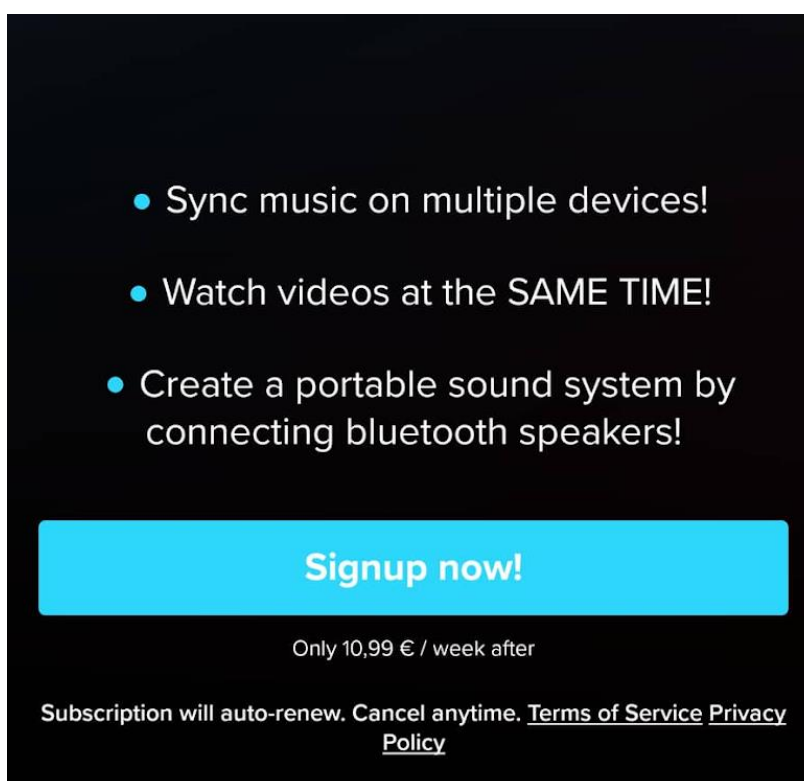 • Sync music on multiple devices!
• Watch videos at the SAME TIME!
• Create a portable sound system by
connecting bluetooth speakers!
Signup now!
Only 10,99 € / week after
Subscription will auto-renew. Cancel anytime. Terms of Service Privacy
Policy